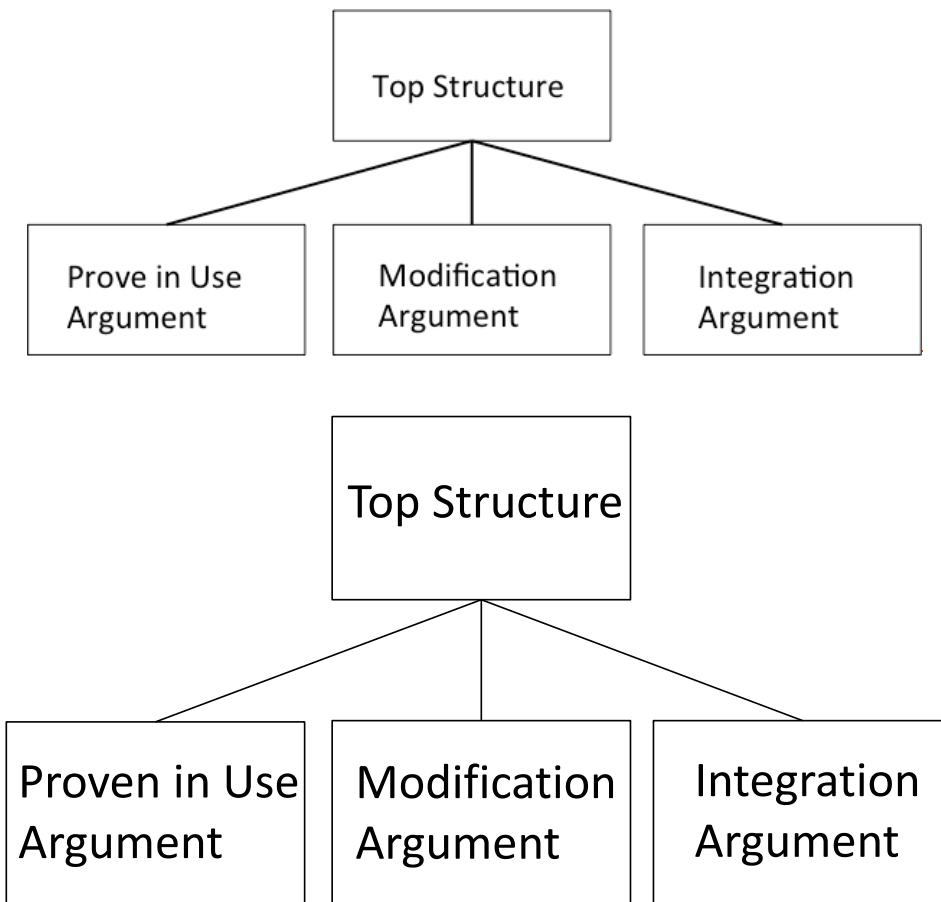 Top Structure
Prove in Use
Argument
Modification
Argument
Integration
Argument
Top Structure
Proven in Use
Argument
Modification
Argument
Integration
Argument